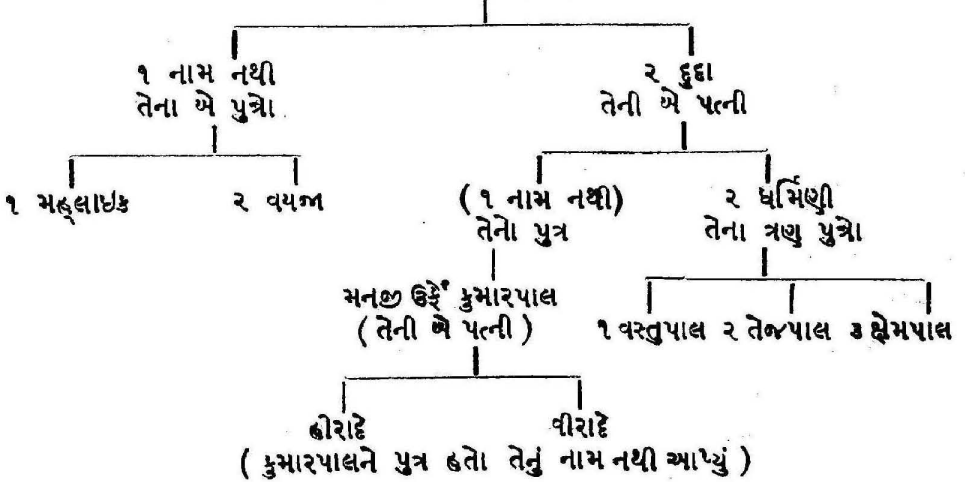 ૧ નામ નથી ૨ દુદ્દા
તેના બે પુત્રો તેની બે પત્ની
૧ મહ્લાઇક ૨ વયજા (૧ નામ નથી) ૨ ધર્મિણી
તેનો પુત્ર તેના ત્રણ પુત્રો
મનજી ઉર્ફે કુમારપાલ
(તેની બે પત્ની) ૧ વસ્તુપાલ ૨ તેજપાલ ૩ ક્ષેમપાલ
હીરાદે વીરાદે
(કુમારપાલને પુત્ર હતો તેનું નામ નથી આપ્યું)